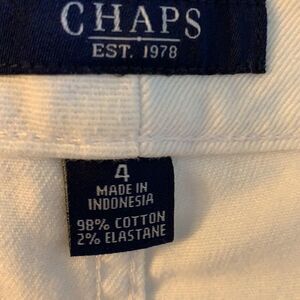 CHAPS
EST. 1978
4
MADE IN
INDONESIA
98% COTTON
2% ELASTANE